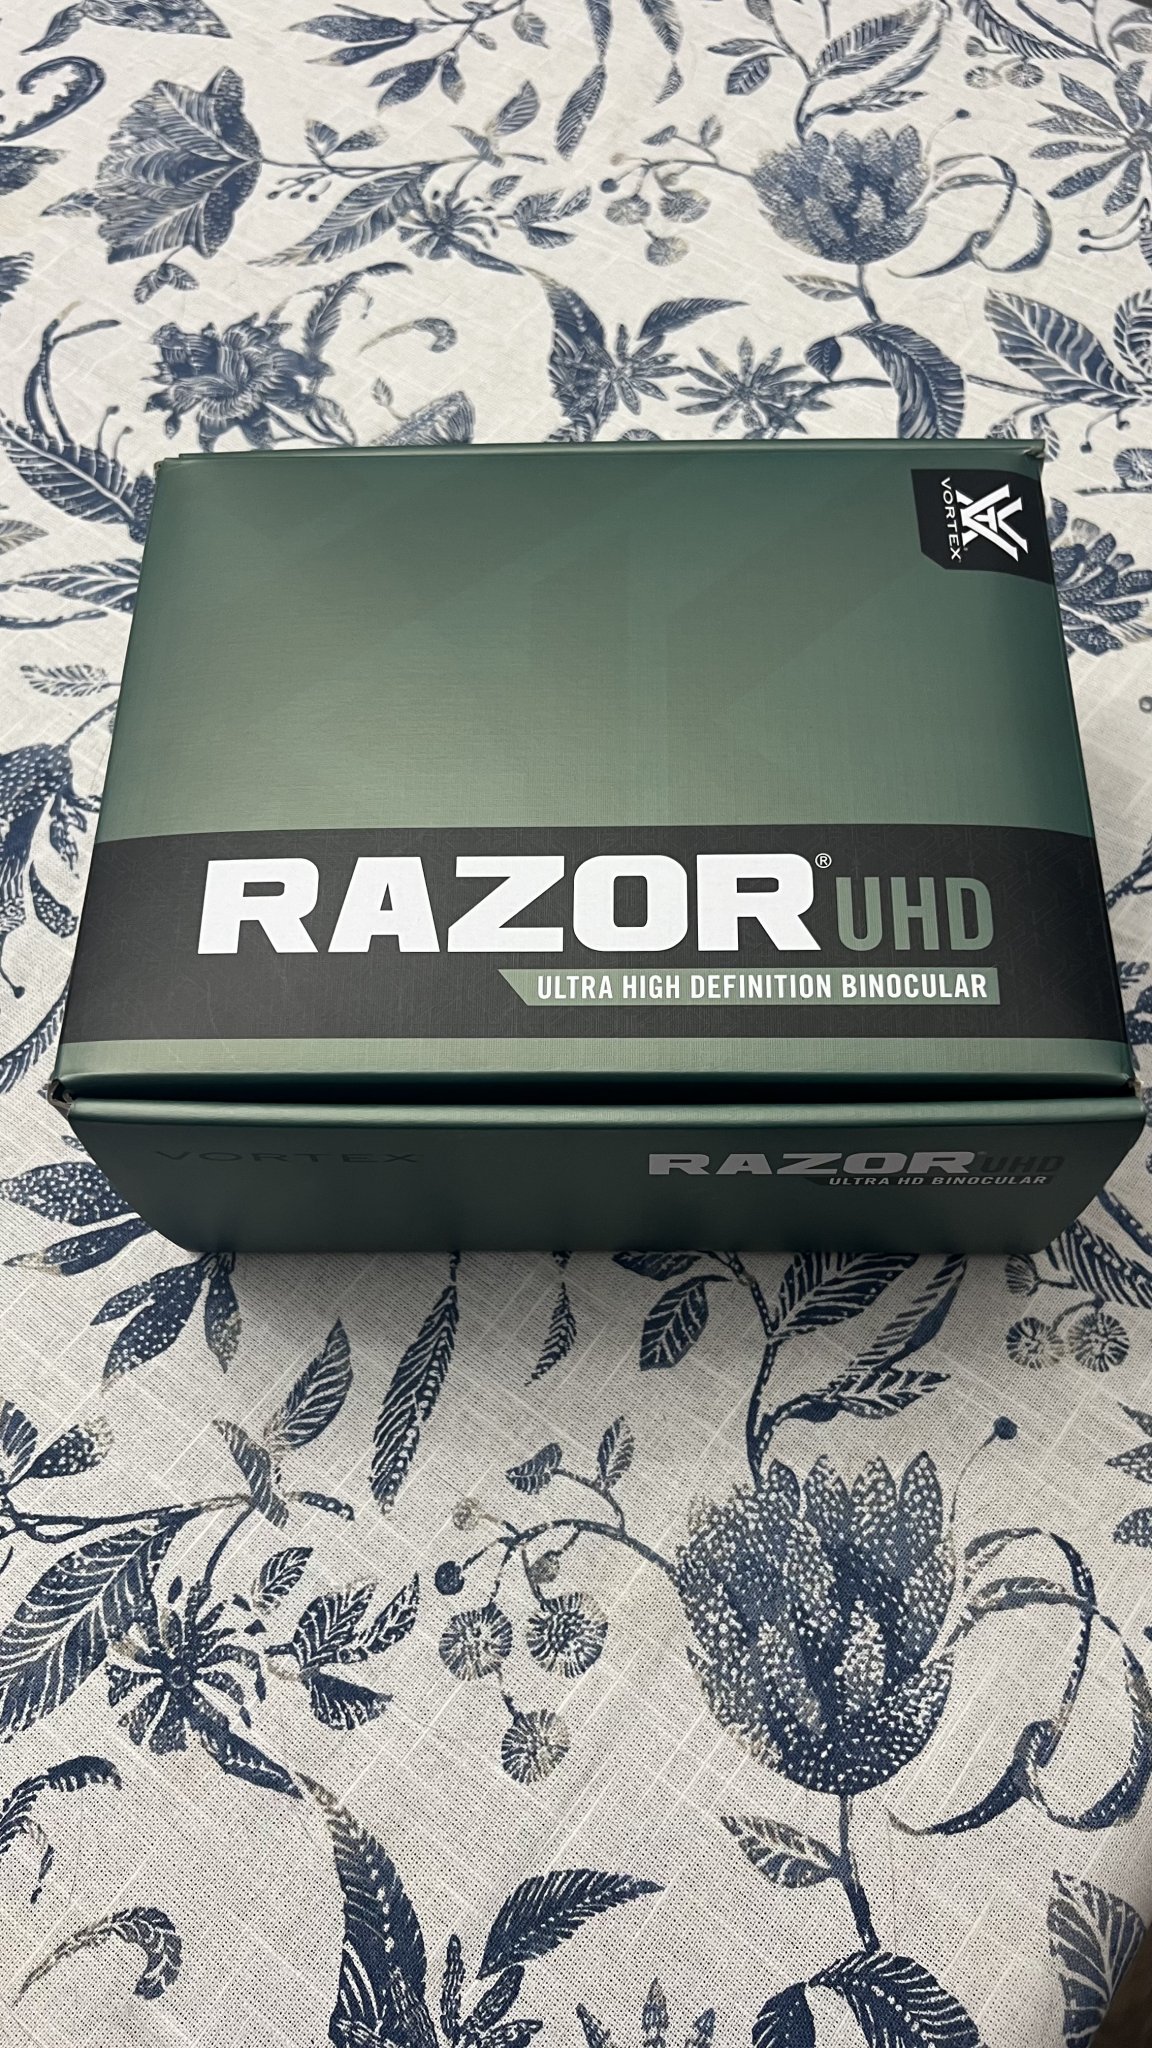 VORTEX
RAZOR® UHD
ULTRA HIGH DEFINITION BINOCULAR
VORTEX
RAZOR UHD
ULTRA HD BINOCULAR